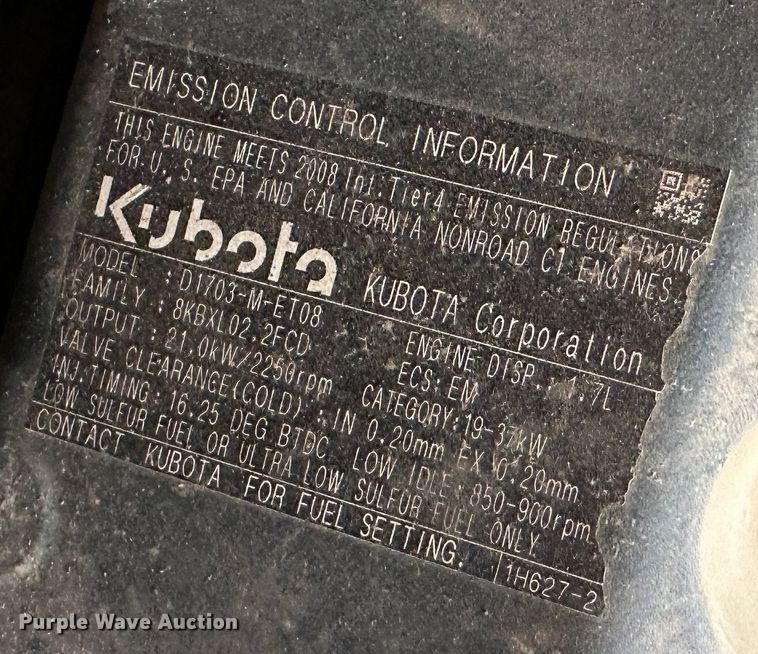 EMISSION CONTROL INFORMATION
THIS ENGINE MEETS 2008 Int.Tier4 EMISSION REGULATIONS
FOR U. S. EPA AND CALIFORNIA NONROAD CI ENGINES.
Kubota KUBOTA Corporation
MODEL : D1703-M-ET08 ENGINE DISP.: 1.7L
FAMILY : 8KBXL02.2FCD ECS: EM
OUTPUT : 21.0kW/2250rpm CATEGORY:19-37kW
VALVE CLEARANGE(COLD) : IN 0.20mm EX 0.20mm
INJ.TIMING: 16.25 DEG.BTDC LOW IDLE: 850-900rpm
LOW SULFUR FUEL OR ULTRA LOW SULFUR FUEL ONLY
CONTACT KUBOTA FOR FUEL SETTING. 1H627-2
Purple Wave Auction